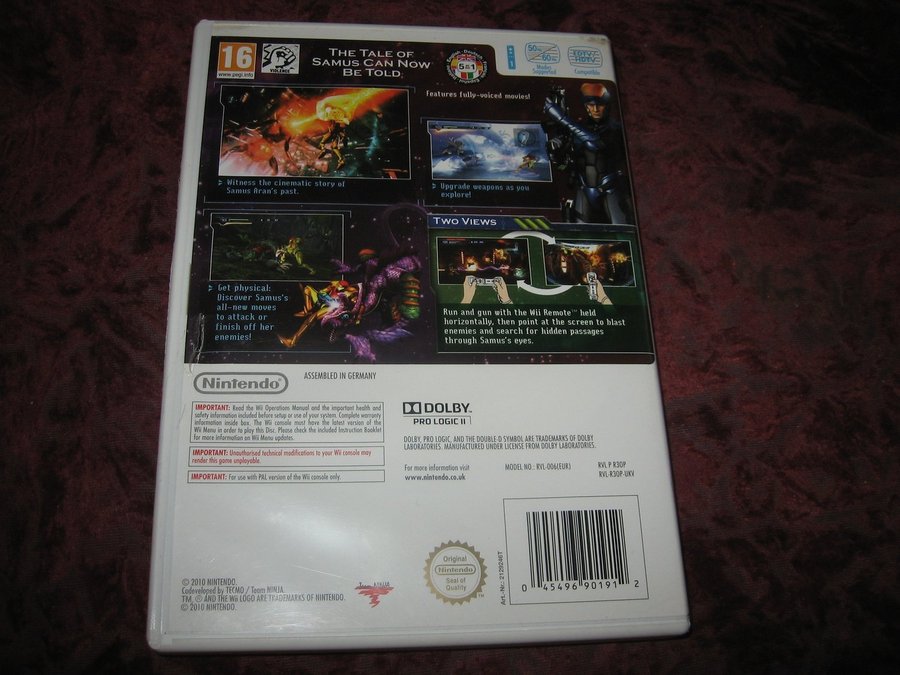 16
www.pegi.info
VIOLENCE
THE TALE OF
SAMUS CAN NOW
BE TOLD.
5 in 1
50Hz
60Hz
Modes
Supported
EDTV
HDTV
Compatible
Features fully-voiced movies!
Witness the cinematic story of
Samus Aran's past.
Upgrade weapons as you
explore!
TWO VIEWS
Get physical:
Discover Samus's
all-new moves
to attack or
finish off her
enemies!
Run and gun with the Wii Remote™ held
horizontally, then point at the screen to blast
enemies and search for hidden passages
through Samus's eyes.
Nintendo®
ASSEMBLED IN GERMANY
IMPORTANT: Read the Wii Operations Manual and the important health and
safety information included before setup or use of your system. Complete warranty
information inside box. The Wii console must have the latest version of the
Wii Menu in order to play this Disc. Please check the included Instruction Booklet
for more information on Wii Menu updates.
IMPORTANT: Unauthorised technical modifications to your Wii console may
render this game unplayable.
IMPORTANT: For use with PAL version of the Wii console only.
DOLBY
PRO LOGIC II
DOLBY, PRO LOGIC, AND THE DOUBLE-D SYMBOL ARE TRADEMARKS OF DOLBY
LABORATORIES. MANUFACTURED UNDER LICENSE FROM DOLBY LABORATORIES.
For more information visit
www.nintendo.co.uk
MODEL NO.: RVL-006(EUR)
RVL P R3OP
RVL-R3OP-UKV
Original
Nintendo
Seal of
Quality
TM
Art.-Nr.: 2129246T
0 45496 90191 2
© 2010 NINTENDO.
Codeveloped by TECMO / Team NINJA.
TM, ® AND THE Wii LOGO ARE TRADEMARKS OF NINTENDO.
© 2010 NINTENDO.
Team NINJA